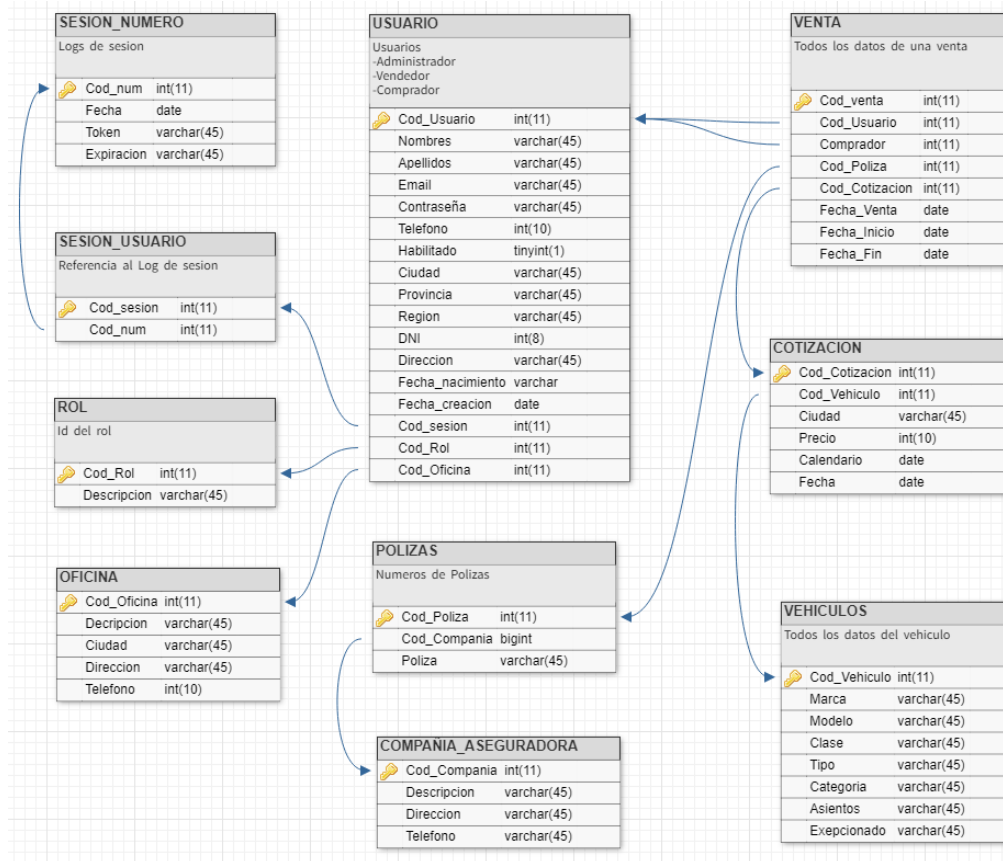 SESION_NUMERO
Logs de sesion
Cod_num int(11)
Fecha date
Token varchar(45)
Expiracion varchar(45)
SESION_USUARIO
Referencia al Log de sesion
Cod_sesion int(11)
Cod_num int(11)
ROL
Id del rol
Cod_Rol int(11)
Descripcion varchar(45)
OFICINA
Cod_Oficina int(11)
Decripcion varchar(45)
Ciudad varchar(45)
Direccion varchar(45)
Telefono int(10)
USUARIO
Usuarios
-Administrador
-Vendedor
-Comprador
Cod_Usuario int(11)
Nombres varchar(45)
Apellidos varchar(45)
Email varchar(45)
Contraseña varchar(45)
Telefono int(10)
Habilitado tinyint(1)
Ciudad varchar(45)
Provincia varchar(45)
Region varchar(45)
DNI int(8)
Direccion varchar(45)
Fecha_nacimiento varchar
Fecha_creacion date
Cod_sesion int(11)
Cod_Rol int(11)
Cod_Oficina int(11)
POLIZAS
Numeros de Polizas
Cod_Poliza int(11)
Cod_Compania bigint
Poliza varchar(45)
COMPAÑIA_ASEGURADORA
Cod_Compania int(11)
Descripcion varchar(45)
Direccion varchar(45)
Telefono varchar(45)
VENTA
Todos los datos de una venta
Cod_venta int(11)
Cod_Usuario int(11)
Comprador int(11)
Cod_Poliza int(11)
Cod_Cotizacion int(11)
Fecha_Venta date
Fecha_Inicio date
Fecha_Fin date
COTIZACION
Cod_Cotizacion int(11)
Cod_Vehiculo int(11)
Ciudad varchar(45)
Precio int(10)
Calendario date
Fecha date
VEHICULOS
Todos los datos del vehiculo
Cod_Vehiculo int(11)
Marca varchar(45)
Modelo varchar(45)
Clase varchar(45)
Tipo varchar(45)
Categoria varchar(45)
Asientos varchar(45)
Exepcionado varchar(45)